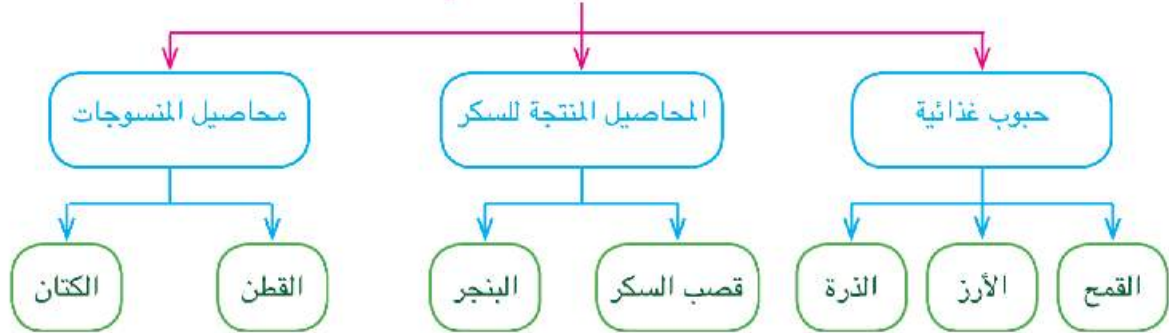 حبوب غذائية
المحاصيل المنتجة للسكر
محاصيل المنسوجات
القمح
الأرز
الذرة
قصب السكر
البنجر
القطن
الكتان